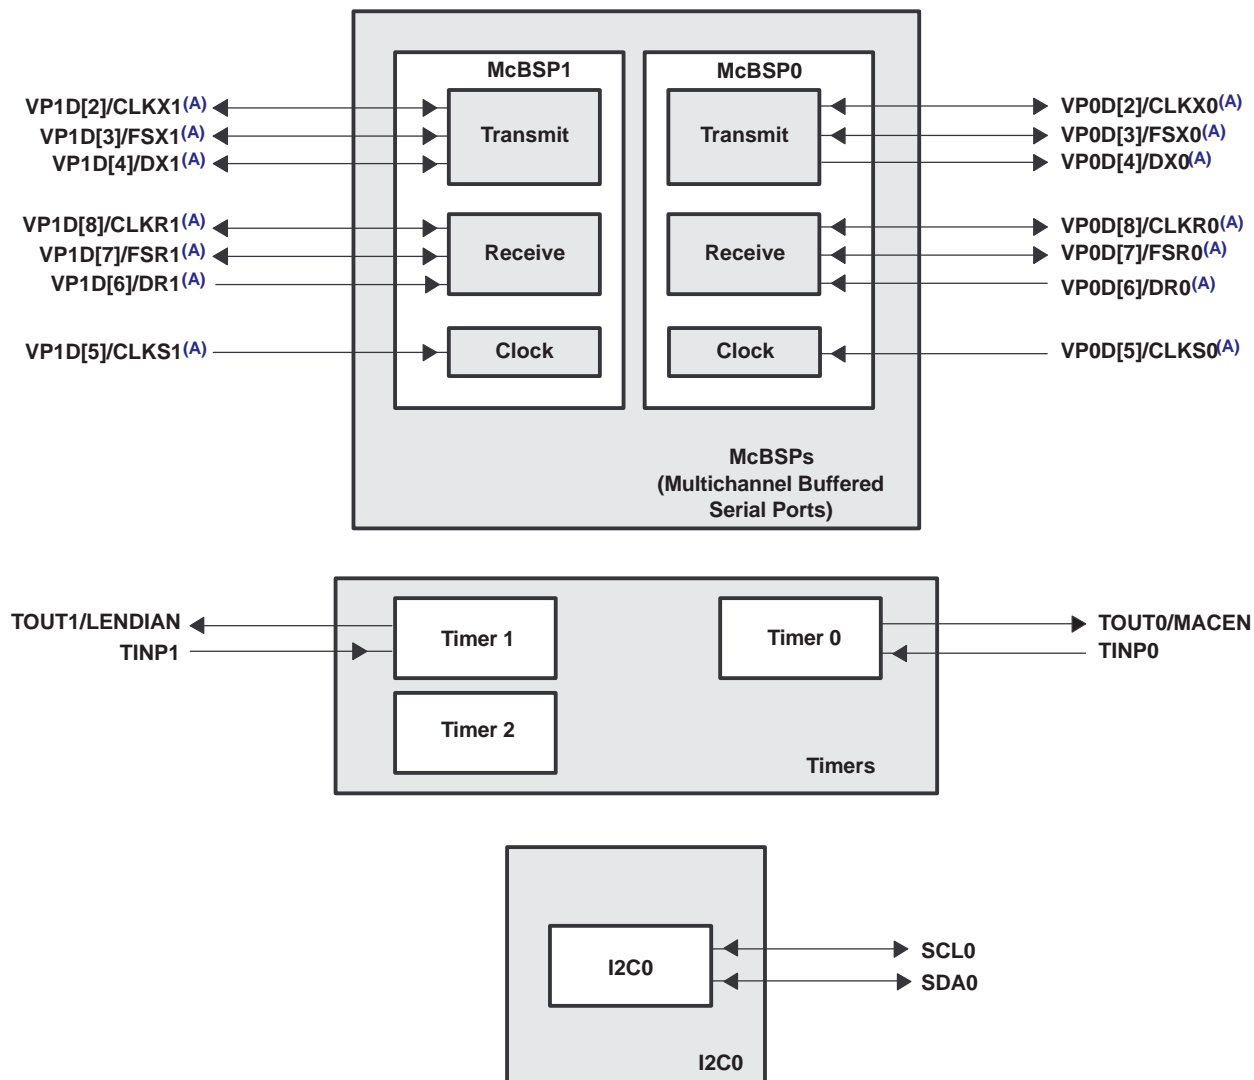 McBSP1
McBSP0
VP1D[2]/CLKX1(A)
VP1D[3]/FSX1(A)
VP1D[4]/DX1(A)
Transmit
Transmit
VP0D[2]/CLKX0(A)
VP0D[3]/FSX0(A)
VP0D[4]/DX0(A)
VP1D[8]/CLKR1(A)
VP1D[7]/FSR1(A)
VP1D[6]/DR1(A)
Receive
Receive
VP0D[8]/CLKR0(A)
VP0D[7]/FSR0(A)
VP0D[6]/DR0(A)
VP1D[5]/CLKS1(A)
Clock
Clock
VP0D[5]/CLKS0(A)
McBSPs
(Multichannel Buffered
Serial Ports)
TOUT1/LENDIAN
TINP1
Timer 1
Timer 0
TOUT0/MACEN
TINP0
Timer 2
Timers
I2C0
SCL0
SDA0
I2C0